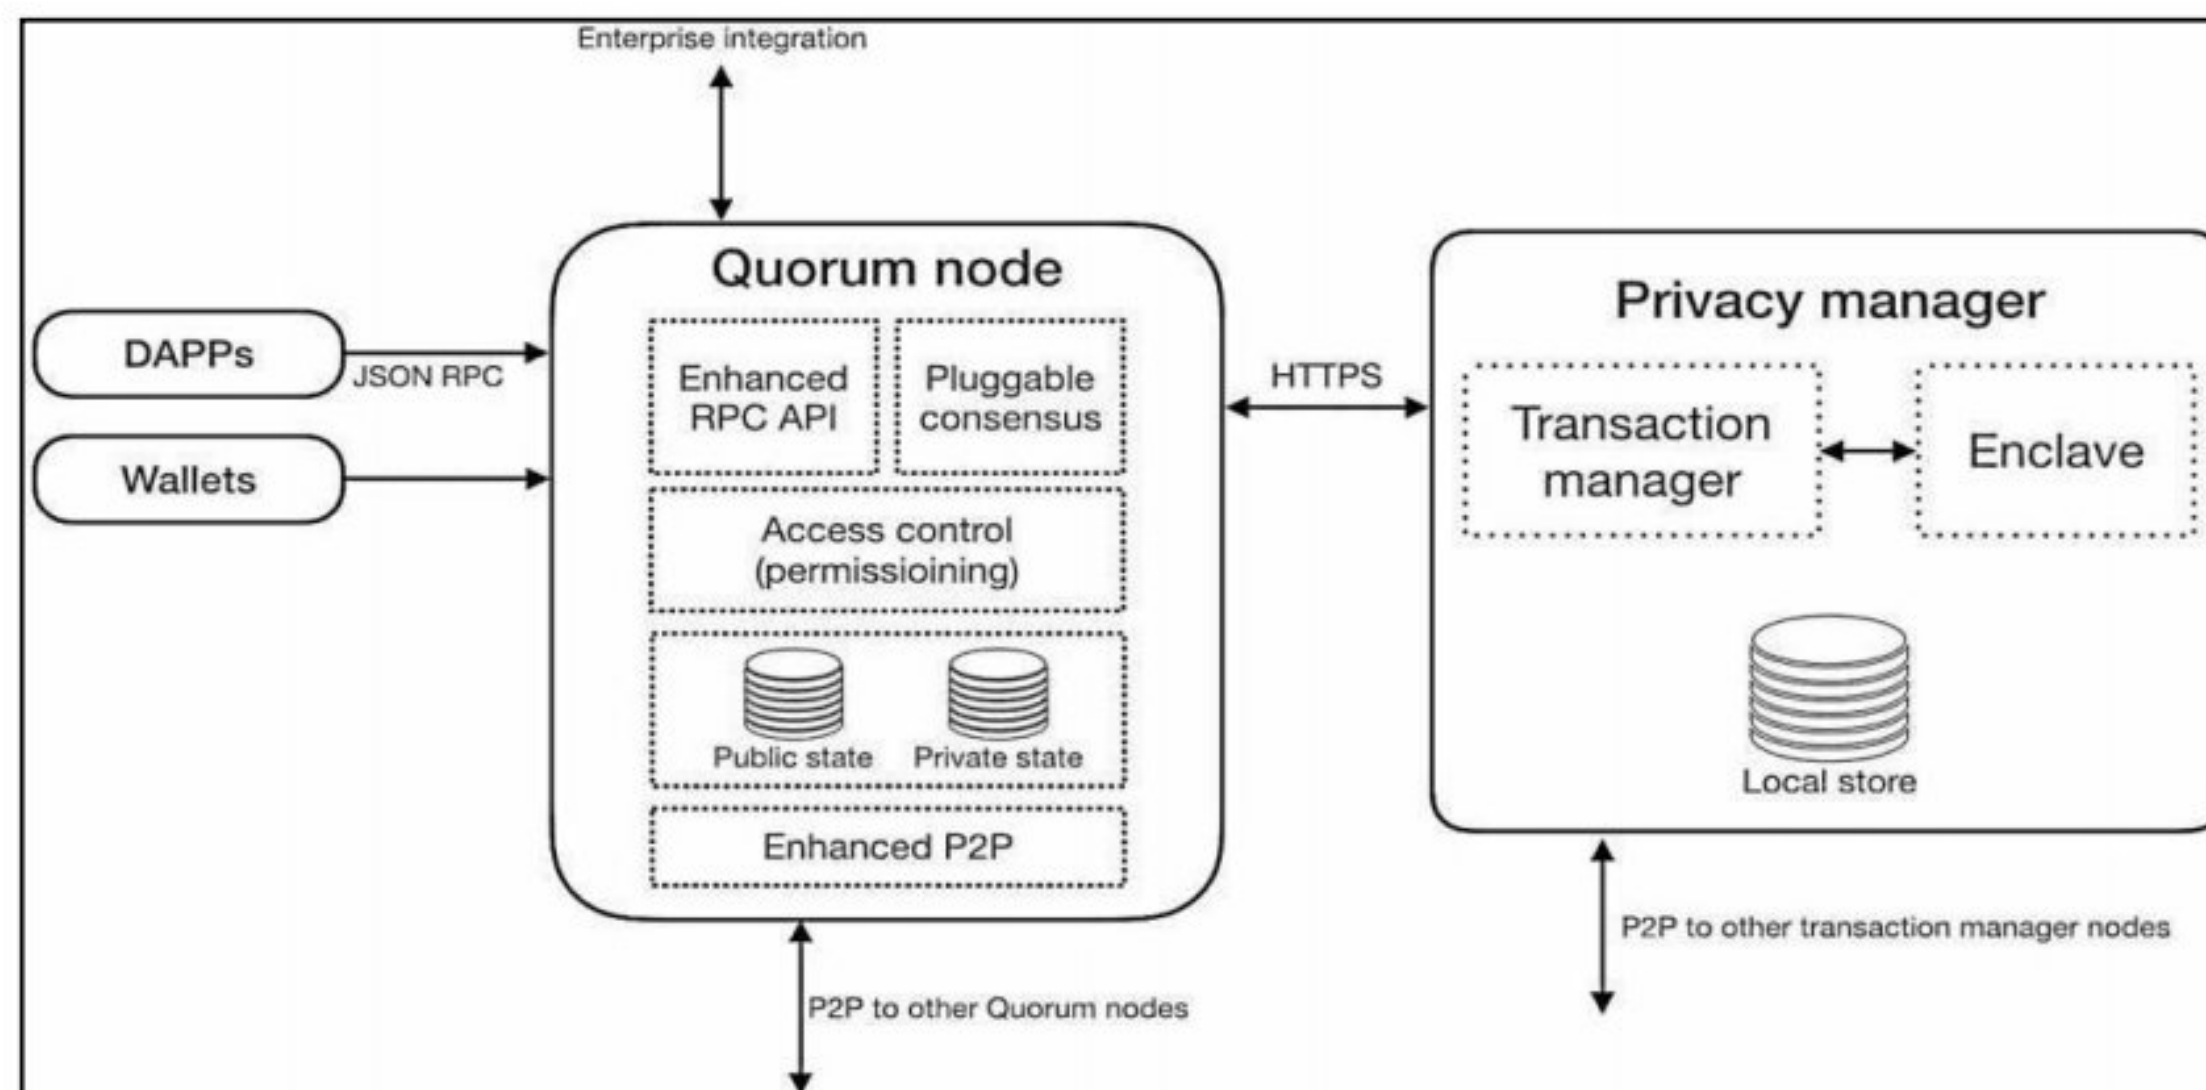 Enterprise integration
Quorum node
Privacy manager
DAPPs
JSON RPC
Wallets
Enhanced
RPC API
Pluggable
consensus
HTTPS
Transaction
manager
Enclave
Access control
(permissioining)
Public state
Private state
Local store
Enhanced P2P
P2P to other transaction manager nodes
P2P to other Quorum nodes